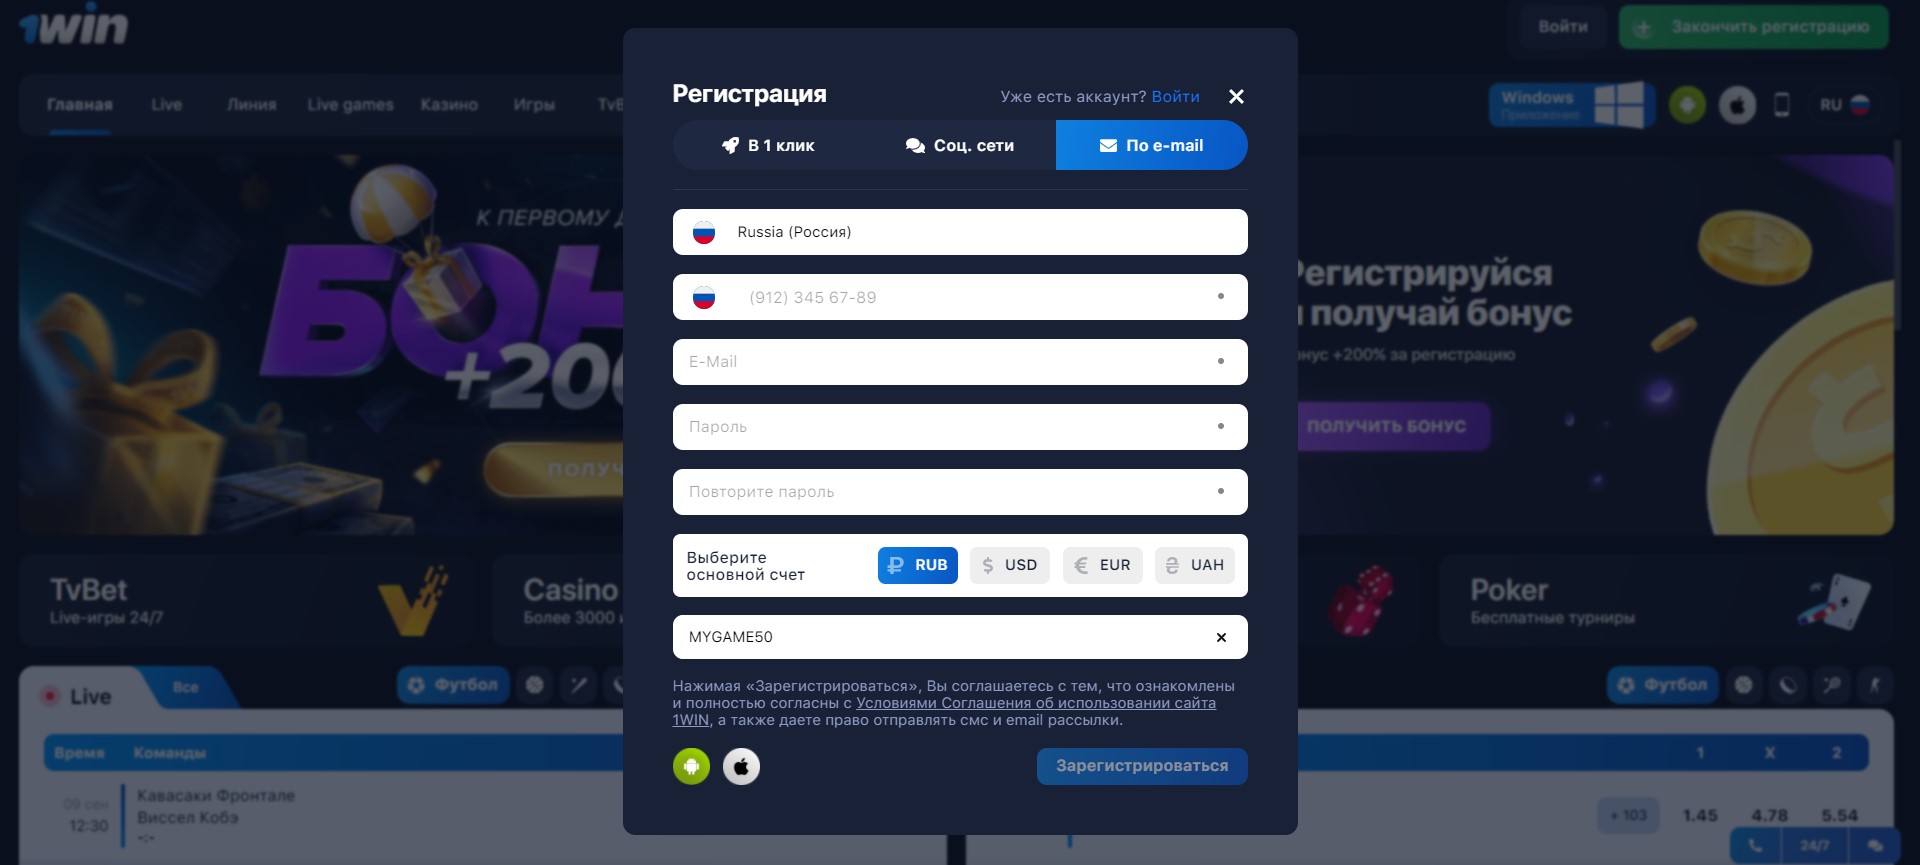 1win
Войти
Закончить регистрацию
Главная
Live
Линия
Live games
Казино
Игры
Windows
Приложение
RU
К ПЕРВОМУ
+200
Регистрируйся
и получай бонус
+200% за регистрацию
ПОЛУЧИТЬ БОНУС
TvBet
Live-игры 24/7
Casino
Более 3000
Poker
Бесплатные турниры
Live
Все
Футбол
Футбол
Время
Команды
1
X
2
09 сен
12:30
Кавасаки Фронтале
Виссел Кобэ
-:-
+ 103
1.45
4.78
5.54
24/7
Регистрация
Уже есть аккаунт? Войти
В 1 клик
Соц. сети
По e-mail
Russia (Россия)
(912) 345 67-89
E-Mail
Пароль
Повторите пароль
Выберите
основной счет
₽ RUB
$ USD
€ EUR
₴ UAH
MYGAME50
Нажимая «Зарегистрироваться», Вы соглашаетесь с тем, что ознакомлены
и полностью согласны с Условиями Соглашения об использовании сайта
1WIN, а также даете право отправлять смс и email рассылки.
Зарегистрироваться